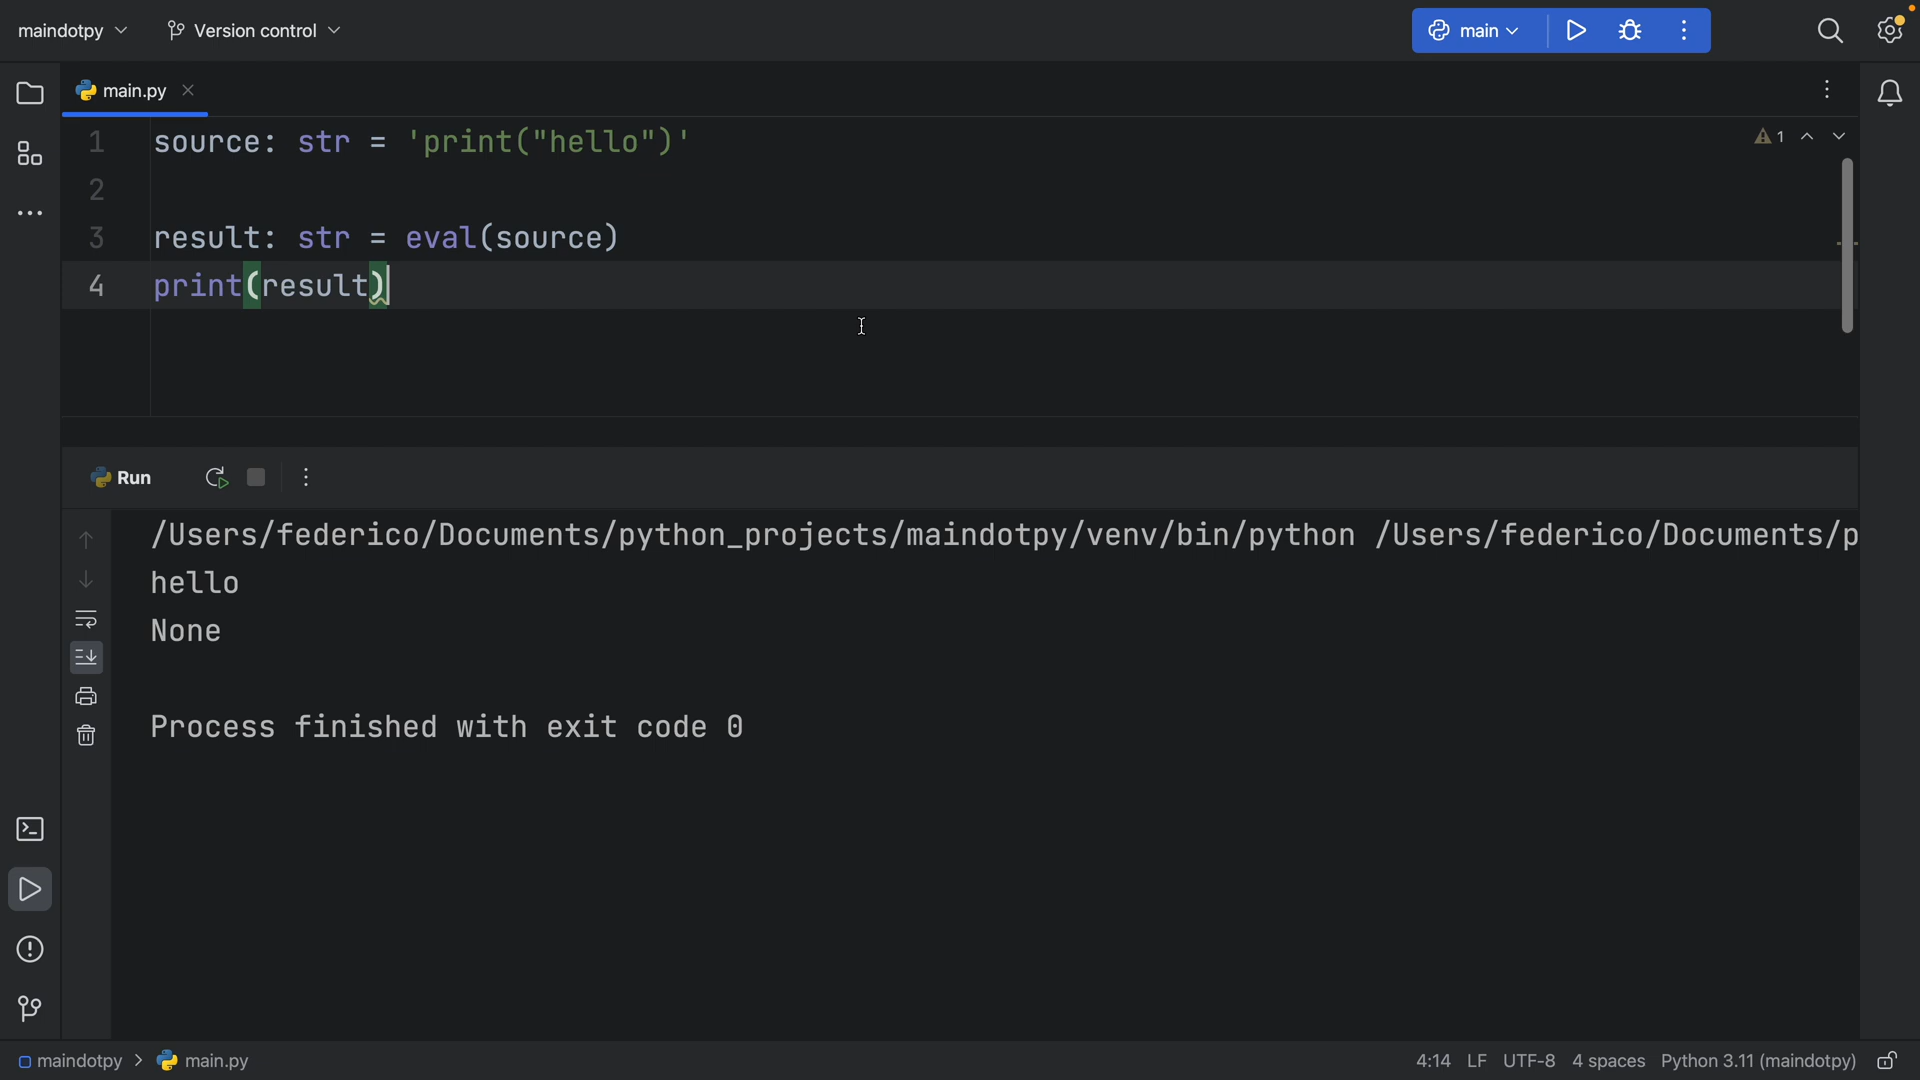 maindotpy Version control main
main.py
1 source: str = 'print("hello")'
1
2
3 result: str = eval(source)
4 print(result)
Run
/Users/federico/Documents/python_projects/maindotpy/venv/bin/python /Users/federico/Documents/p
hello
None
Process finished with exit code 0
maindotpy > main.py 4:14 LF UTF-8 4 spaces Python 3.11 (maindotpy)